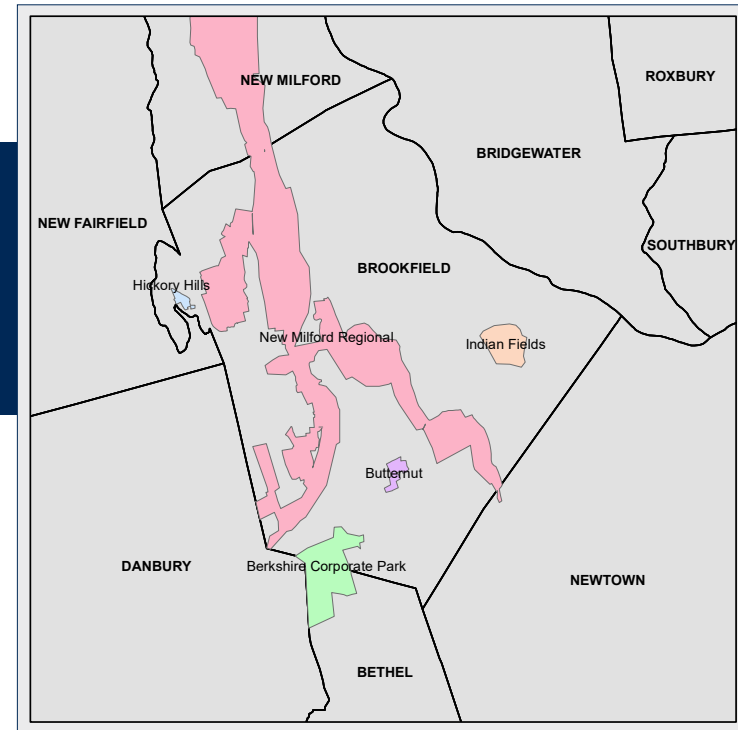 NEW MILFORD
ROXBURY
BRIDGEWATER
NEW FAIRFIELD
SOUTHBURY
BROOKFIELD
Hickory Hills
New Milford Regional
Indian Fields
Butternut
DANBURY
Berkshire Corporate Park
NEWTOWN
BETHEL